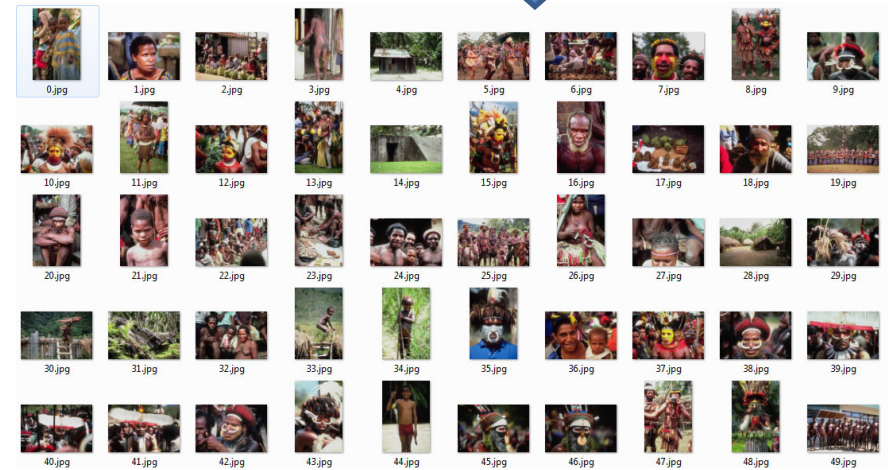 0.jpg 1.jpg 2.jpg 3.jpg 4.jpg 5.jpg 6.jpg 7.jpg 8.jpg 9.jpg
10.jpg 11.jpg 12.jpg 13.jpg 14.jpg 15.jpg 16.jpg 17.jpg 18.jpg 19.jpg
20.jpg 21.jpg 22.jpg 23.jpg 24.jpg 25.jpg 26.jpg 27.jpg 28.jpg 29.jpg
30.jpg 31.jpg 32.jpg 33.jpg 34.jpg 35.jpg 36.jpg 37.jpg 38.jpg 39.jpg
40.jpg 41.jpg 42.jpg 43.jpg 44.jpg 45.jpg 46.jpg 47.jpg 48.jpg 49.jpg